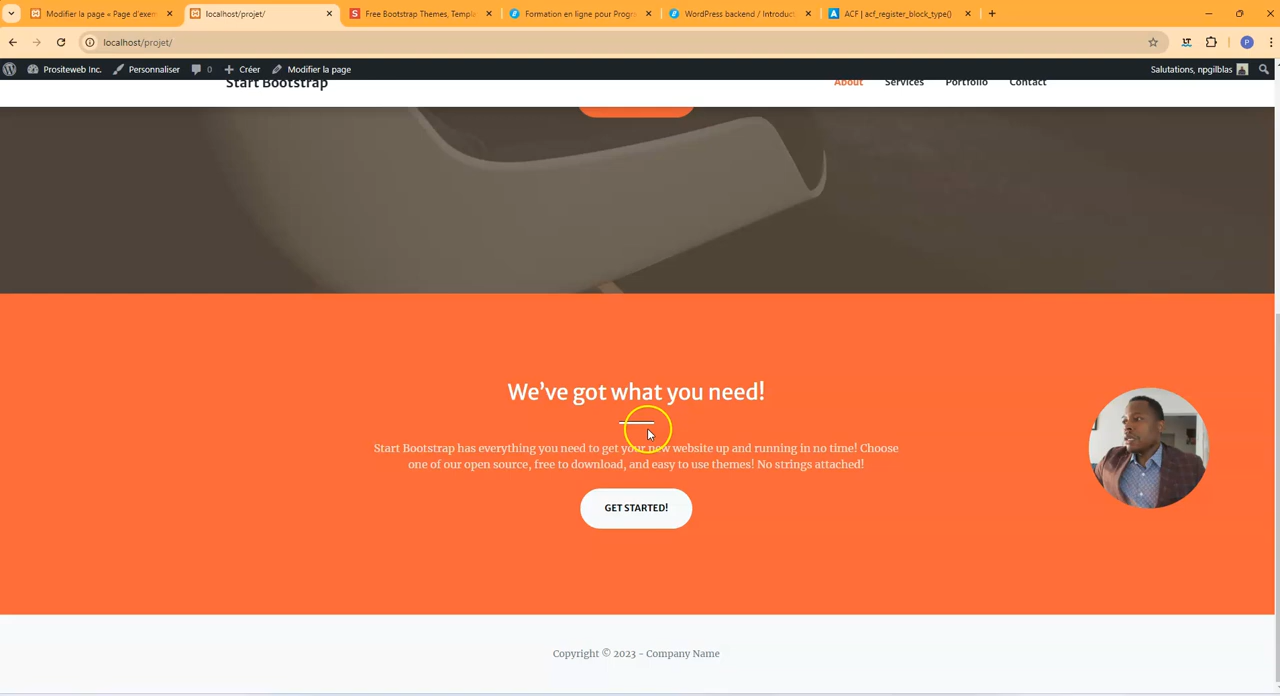 Modifier la page « Page d'exem
localhost/projet/
Free Bootstrap Themes, Templa
Formation en ligne pour Progr
WordPress backend / Introduct
ACF | acf_register_block_type()
localhost/projet/
Prositeweb Inc.
Personnaliser
0
Créer
Modifier la page
Salutations, npgilblas
Start Bootstrap
About
Services
Portfolio
Contact
We've got what you need!
Start Bootstrap has everything you need to get your new website up and running in no time! Choose
one of our open source, free to download, and easy to use themes! No strings attached!
GET STARTED!
Copyright © 2023 - Company Name